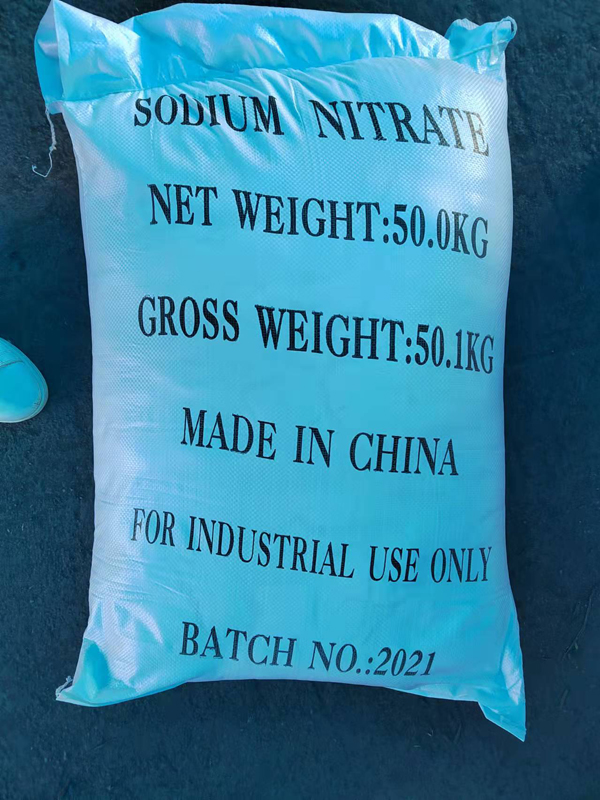 SODIUM NITRATE
NET WEIGHT:50.0KG
GROSS WEIGHT:50.1KG
MADE IN CHINA
FOR INDUSTRIAL USE ONLY
BATCH NO.:2021